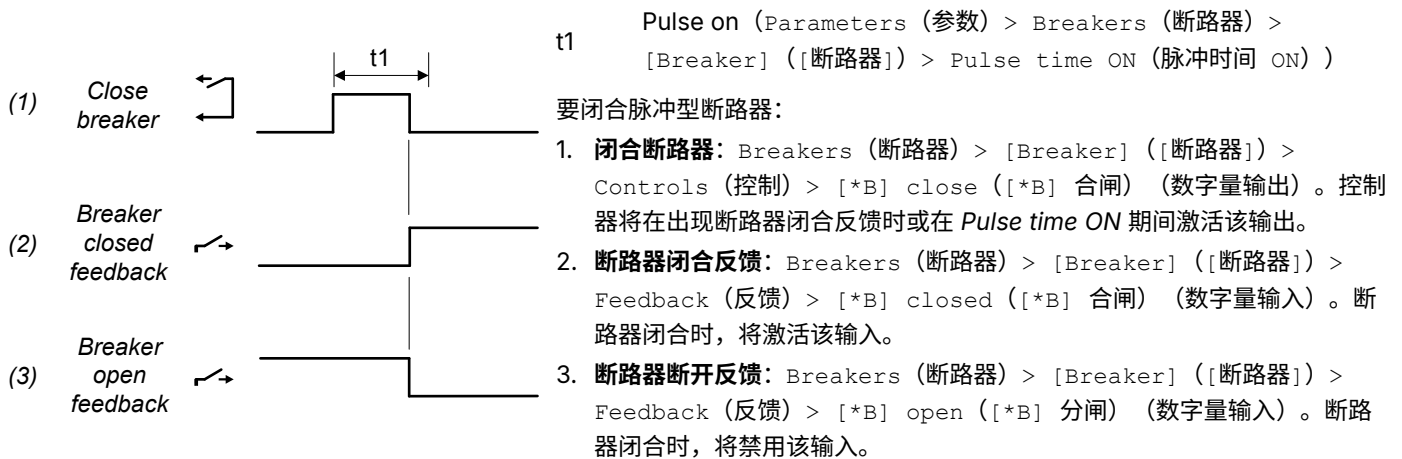 t1
(1)
Close
breaker
(2)
Breaker
closed
feedback
(3)
Breaker
open
feedback
t1
Pulse on（Parameters（参数）> Breakers（断路器）>
[Breaker]（[断路器]）> Pulse time ON（脉冲时间 ON））
要闭合脉冲型断路器：
1. 闭合断路器：Breakers（断路器）> [Breaker]（[断路器]）>
Controls（控制）> [*B] close（[*B] 合闸）（数字量输出）。控制
器将在出现断路器闭合反馈时或在 Pulse time ON 期间激活该输出。
2. 断路器闭合反馈：Breakers（断路器）> [Breaker]（[断路器]）>
Feedback（反馈）> [*B] closed（[*B] 合闸）（数字量输入）。断
路器闭合时，将激活该输入。
3. 断路器断开反馈：Breakers（断路器）> [Breaker]（[断路器]）>
Feedback（反馈）> [*B] open（[*B] 分闸）（数字量输入）。断路
器闭合时，将禁用该输入。